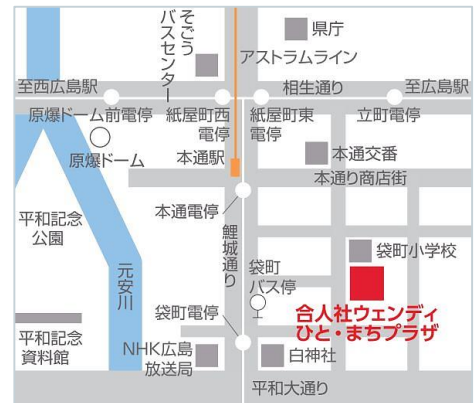 そごう
バスセンター
県庁
アストラムライン
至西広島駅
相生通り
至広島駅
原爆ドーム前電停
紙屋町西
電停
紙屋町東
電停
立町電停
原爆ドーム
本通駅
本通交番
本通り商店街
本通電停
平和記念
公園
鯉城通り
袋町小学校
元安川
袋町
バス停
合人社ウェンディ
ひと・まちプラザ
袋町電停
平和記念
資料館
NHK広島
放送局
白神社
平和大通り